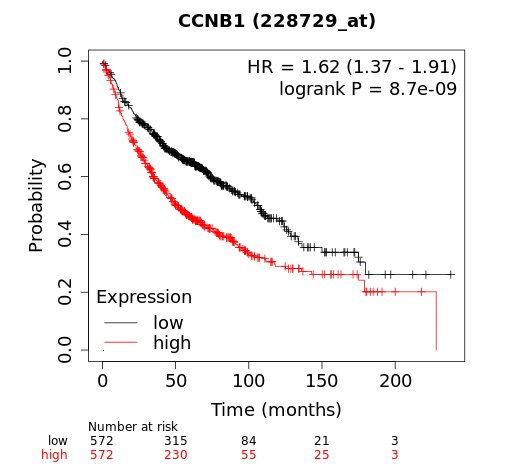 CCNB1 (228729_at)
HR = 1.62 (1.37 - 1.91)
logrank P = 8.7e-09
Probability
1.0
0.8
0.6
0.4
0.2
0.0
Expression
low
high
0 50 100 150 200
Time (months)
Number at risk
low 572 315 84 21 3
high 572 230 55 25 3